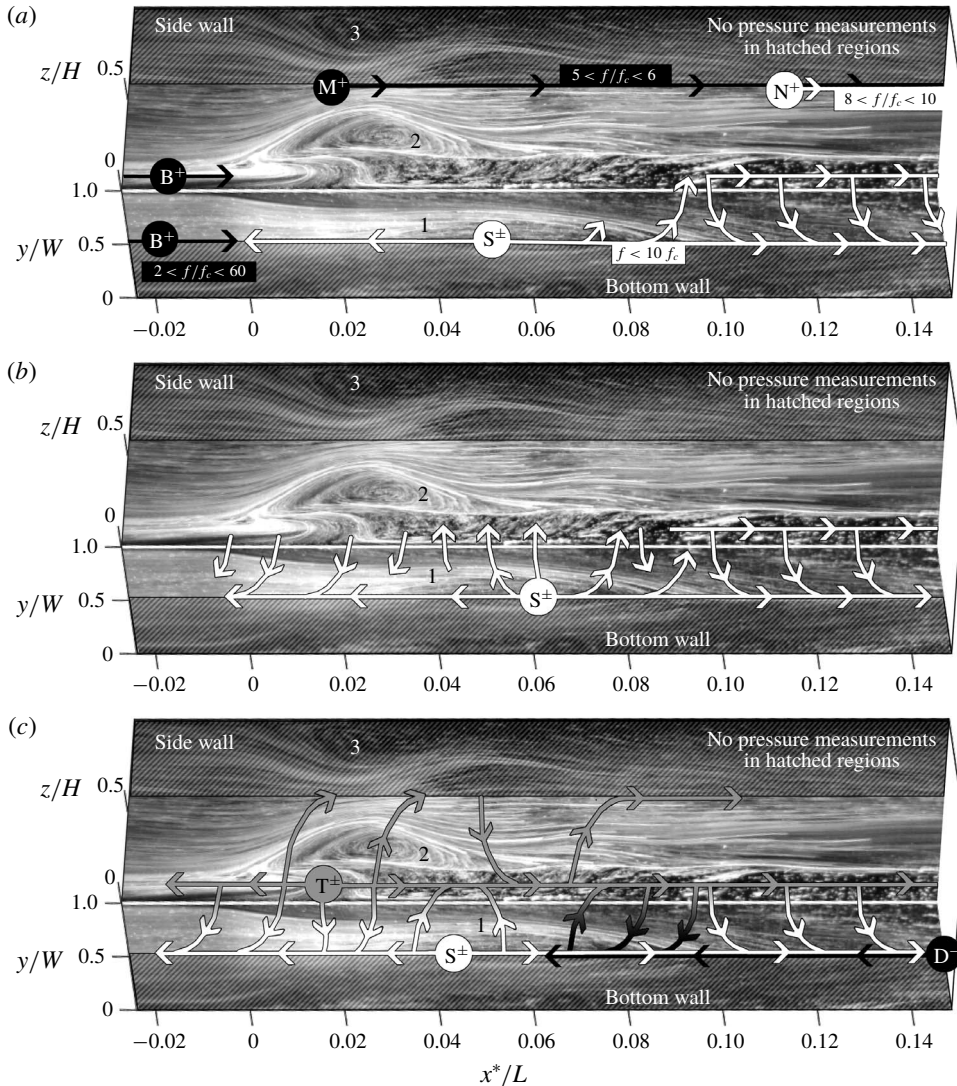 (a)
Side wall
3
No pressure measurements
in hatched regions
z/H
0.5
M⁺
5 < f/f_c < 6
N⁺
8 < f/f_c < 10
2
0
B⁺
1.0
1
y/W
0.5
B⁺
S±
2 < f/f_c < 60
f < 10 f_c
0
Bottom wall
−0.02 0 0.02 0.04 0.06 0.08 0.10 0.12 0.14
(b)
Side wall
3
No pressure measurements
in hatched regions
z/H
0.5
2
0
1.0
1
y/W
0.5
S±
0
Bottom wall
−0.02 0 0.02 0.04 0.06 0.08 0.10 0.12 0.14
(c)
Side wall
3
No pressure measurements
in hatched regions
z/H
0.5
2
0
T±
1.0
1
y/W
0.5
S±
D⁻
0
Bottom wall
−0.02 0 0.02 0.04 0.06 0.08 0.10 0.12 0.14
x*/L